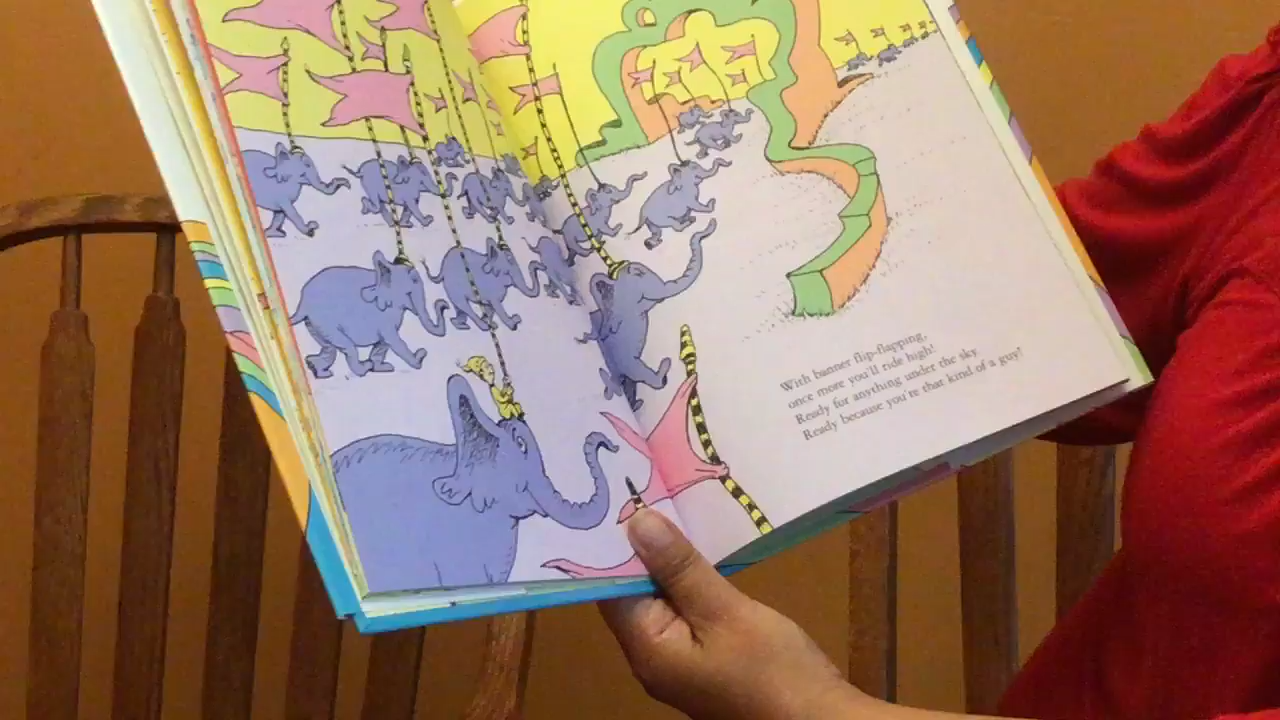 With banner flip-flapping,
once more you'll ride high!
Ready for anything under the sky.
Ready because you're that kind of a guy!